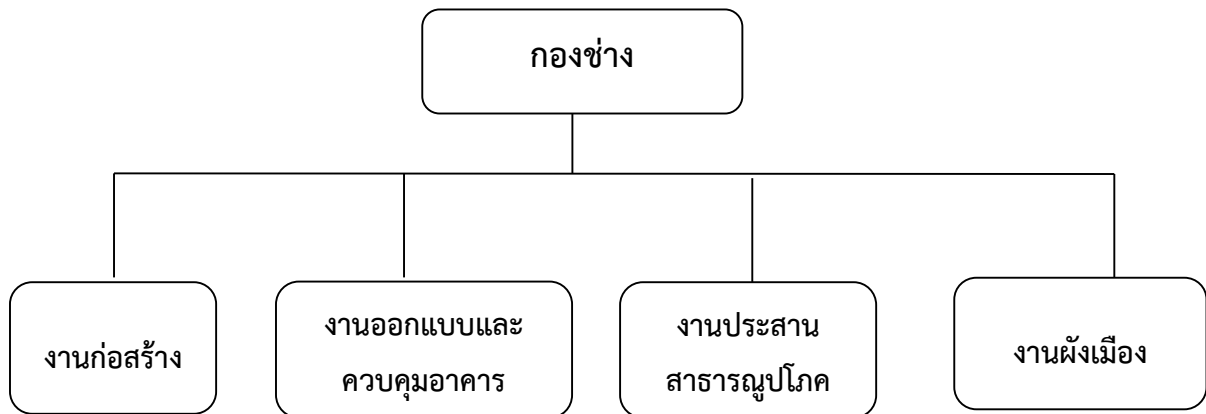 กองช่าง
งานก่อสร้าง
งานออกแบบและ
ควบคุมอาคาร
งานประสาน
สาธารณูปโภค
งานผังเมือง